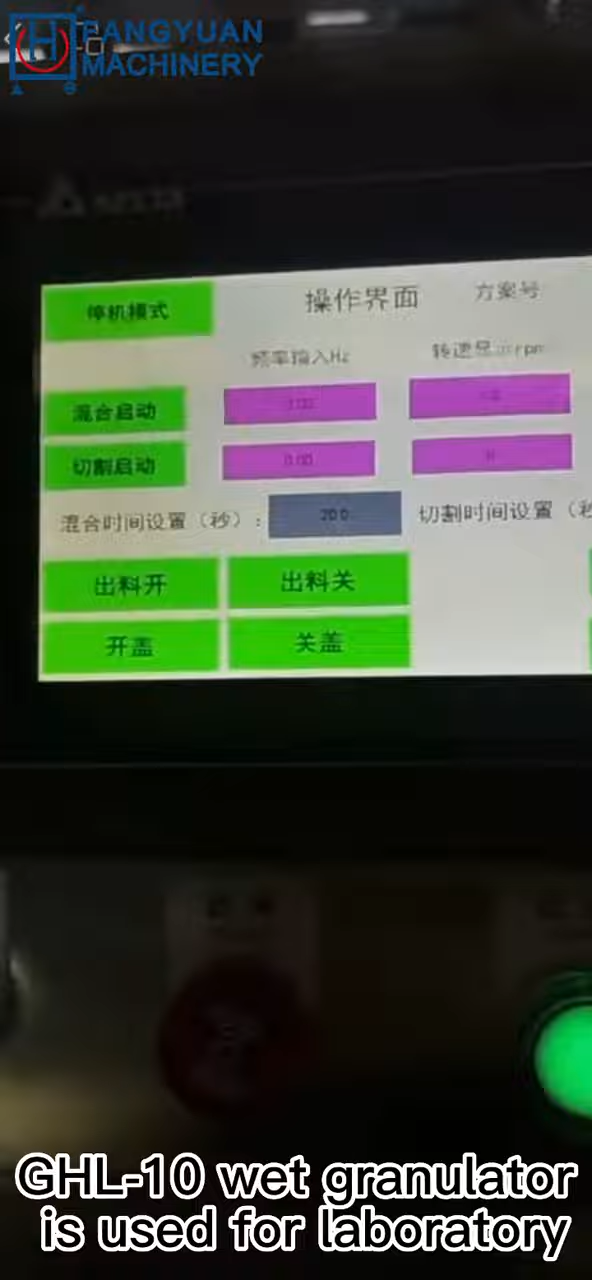 FANGYUAN
MACHINERY
停机模式
操作界面
方案号
频率输入Hz
转速显示rpm
混合启动
切割启动
0.00
0
混合时间设置（秒）：
200
切割时间设置（秒
出料开
出料关
开盖
关盖
GHL-10 wet granulator
is used for laboratory